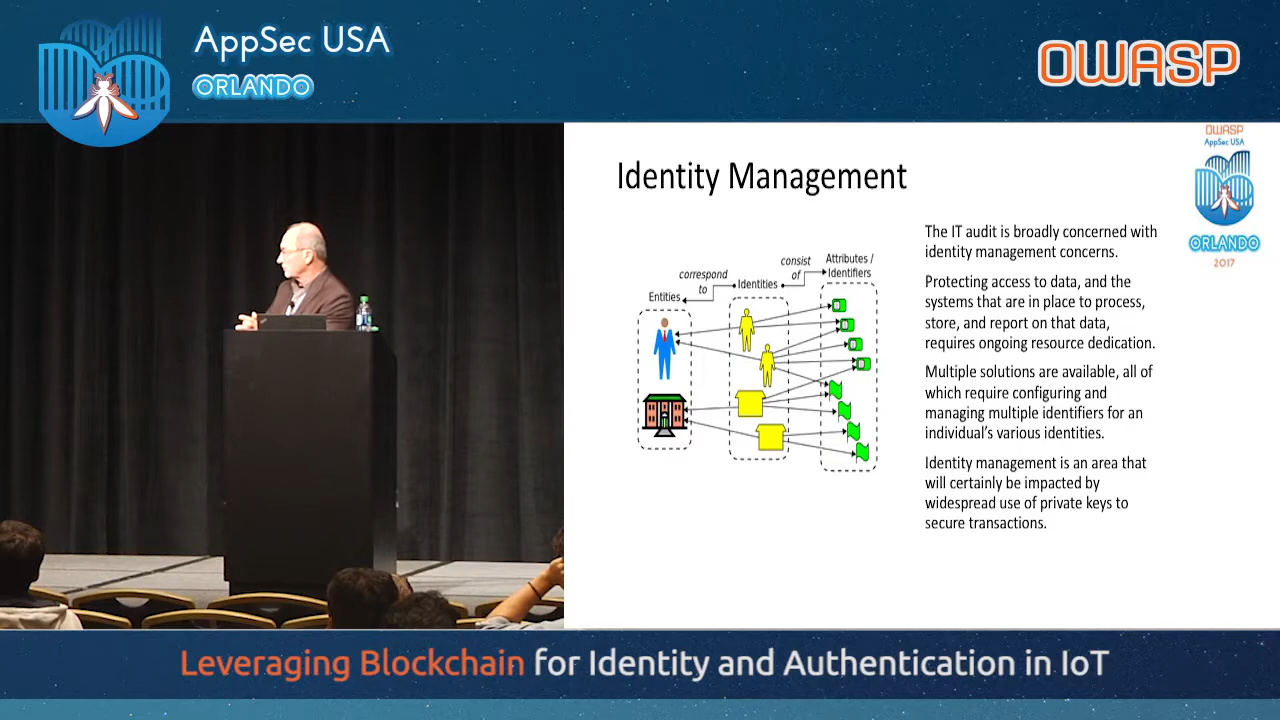 AppSec USA
ORLANDO
OWASP
OWASP
AppSec USA
ORLANDO
2017
Identity Management
The IT audit is broadly concerned with
identity management concerns.
Protecting access to data, and the
systems that are in place to process,
store, and report on that data,
requires ongoing resource dedication.
Multiple solutions are available, all of
which require configuring and
managing multiple identifiers for an
individual's various identities.
Identity management is an area that
will certainly be impacted by
widespread use of private keys to
secure transactions.
correspond
to
consist
of
Attributes /
Identifiers
Entities
Identities
Leveraging Blockchain for Identity and Authentication in IoT